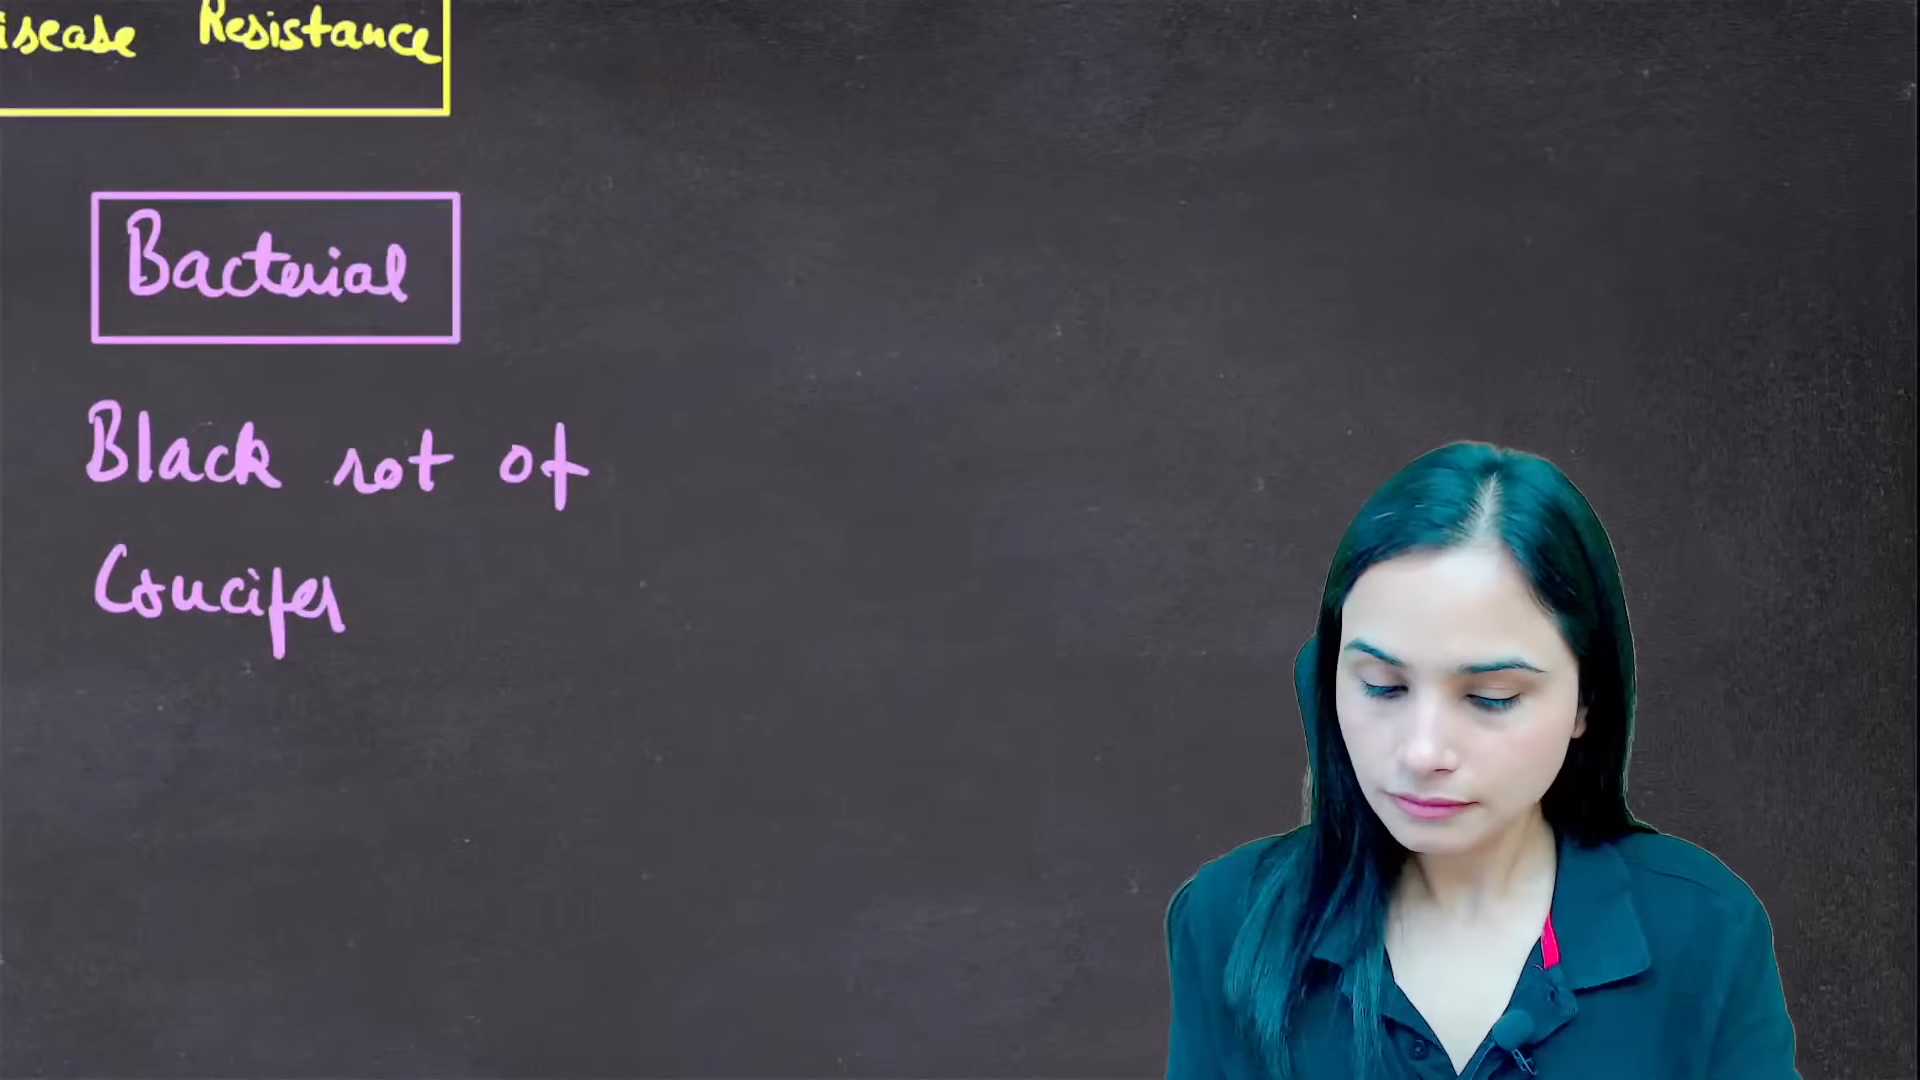 isease Resistance
Bacterial
Black rot of
Crucifer